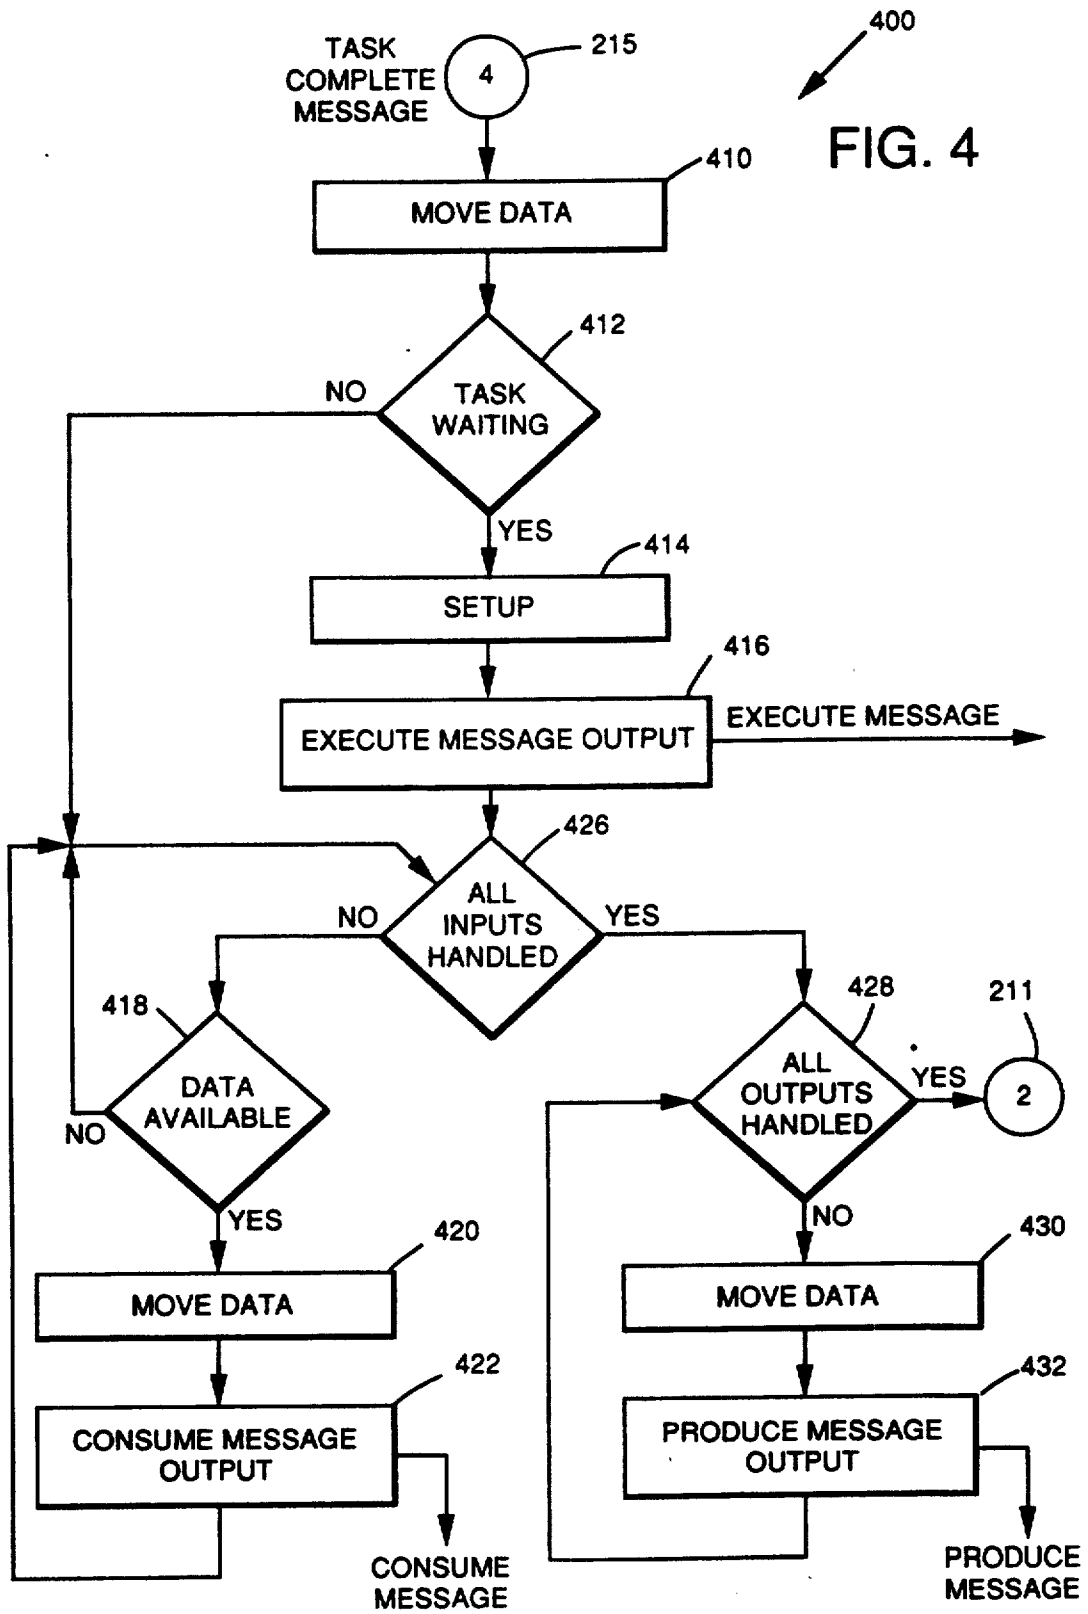 400
TASK
COMPLETE
MESSAGE
4
215
FIG. 4
410
MOVE DATA
412
TASK
WAITING
NO
YES
414
SETUP
416
EXECUTE MESSAGE OUTPUT
EXECUTE MESSAGE
426
ALL
INPUTS
HANDLED
NO
YES
418
DATA
AVAILABLE
NO
YES
428
ALL
OUTPUTS
HANDLED
YES
NO
211
2
420
MOVE DATA
422
CONSUME MESSAGE
OUTPUT
CONSUME
MESSAGE
430
MOVE DATA
432
PRODUCE MESSAGE
OUTPUT
PRODUCE
MESSAGE